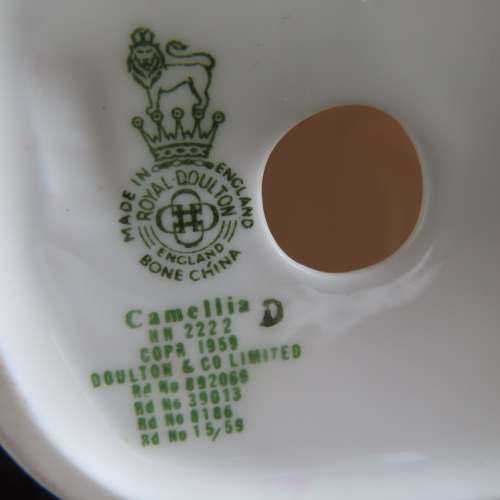 MADE IN ENGLAND
ROYAL·DOULTON
ENGLAND
BONE CHINA
Camellia D
HN 2222
COPR 1959
DOULTON & CO LIMITED
Rd No 892069
Rd No 39613
Rd No 8186
Rd No 15/59